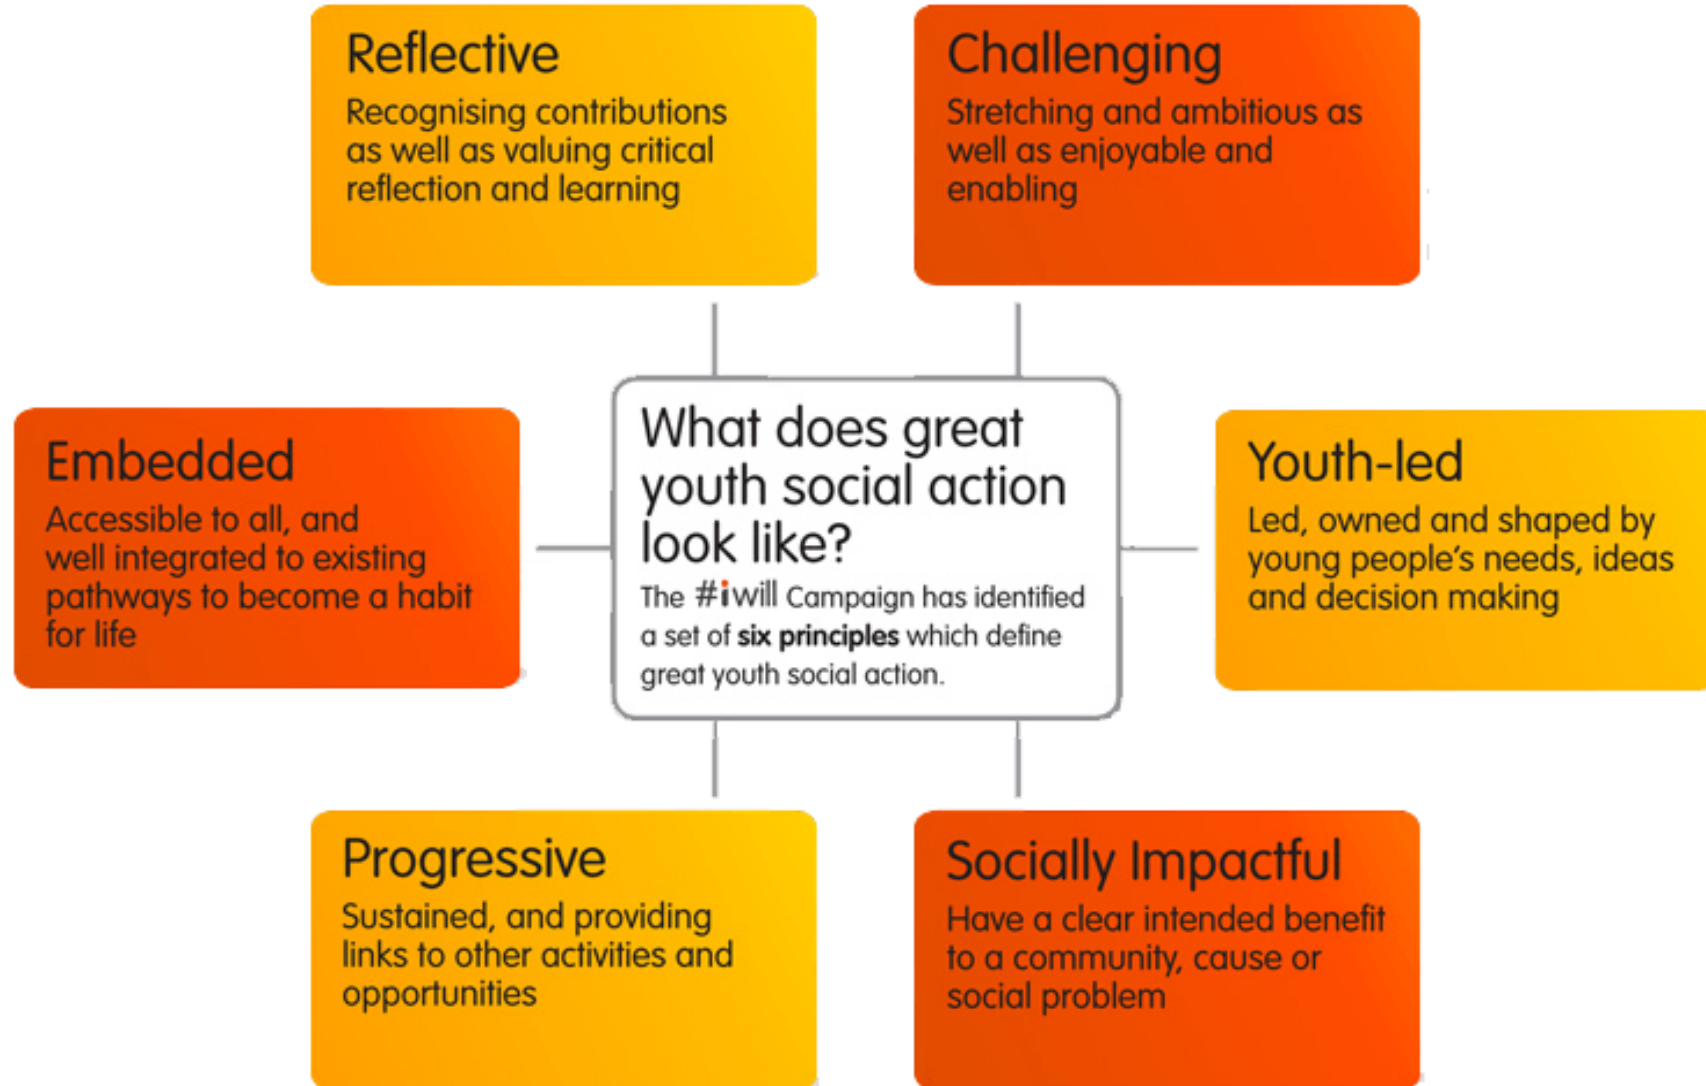 Reflective
Recognising contributions
as well as valuing critical
reflection and learning
Challenging
Stretching and ambitious as
well as enjoyable and
enabling
Embedded
Accessible to all, and
well integrated to existing
pathways to become a habit
for life
What does great
youth social action
look like?
The #iwill Campaign has identified
a set of six principles which define
great youth social action.
Youth-led
Led, owned and shaped by
young people's needs, ideas
and decision making
Progressive
Sustained, and providing
links to other activities and
opportunities
Socially Impactful
Have a clear intended benefit
to a community, cause or
social problem